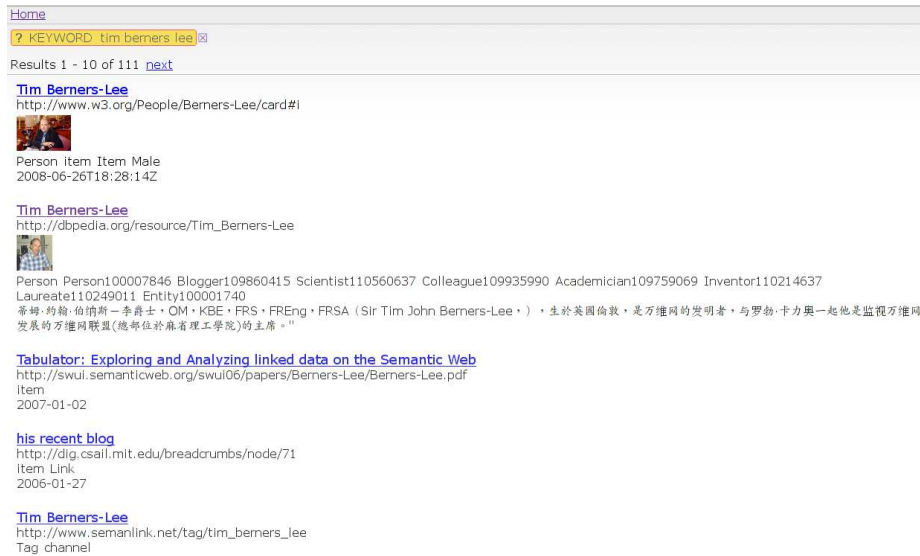 Home
? KEYWORD tim berners lee
Results 1 - 10 of 111 next
Tim Berners-Lee
http://www.w3.org/People/Berners-Lee/card#i
Person item Item Male
2008-06-26T18:28:14Z
Tim Berners-Lee
http://dbpedia.org/resource/Tim_Berners-Lee
Person Person100007846 Blogger109860415 Scientist110560637 Colleague109935990 Academician109759069 Inventor110214637
Laureate110249011 Entity100001740
蒂姆·约翰·伯纳斯－李爵士，OM，KBE，FRS，FREng，FRSA（Sir Tim John Berners-Lee，），生於英國倫敦，是万维网的发明者，与罗勃·卡力奥一起他是监视万维网
发展的万维网联盟(總部位於麻省理工學院)的主席。"
Tabulator: Exploring and Analyzing linked data on the Semantic Web
http://swui.semanticweb.org/swui06/papers/Berners-Lee/Berners-Lee.pdf
item
2007-01-02
his recent blog
http://dig.csail.mit.edu/breadcrumbs/node/71
item Link
2006-01-27
Tim Berners-Lee
http://www.semanlink.net/tag/tim_berners_lee
Tag channel